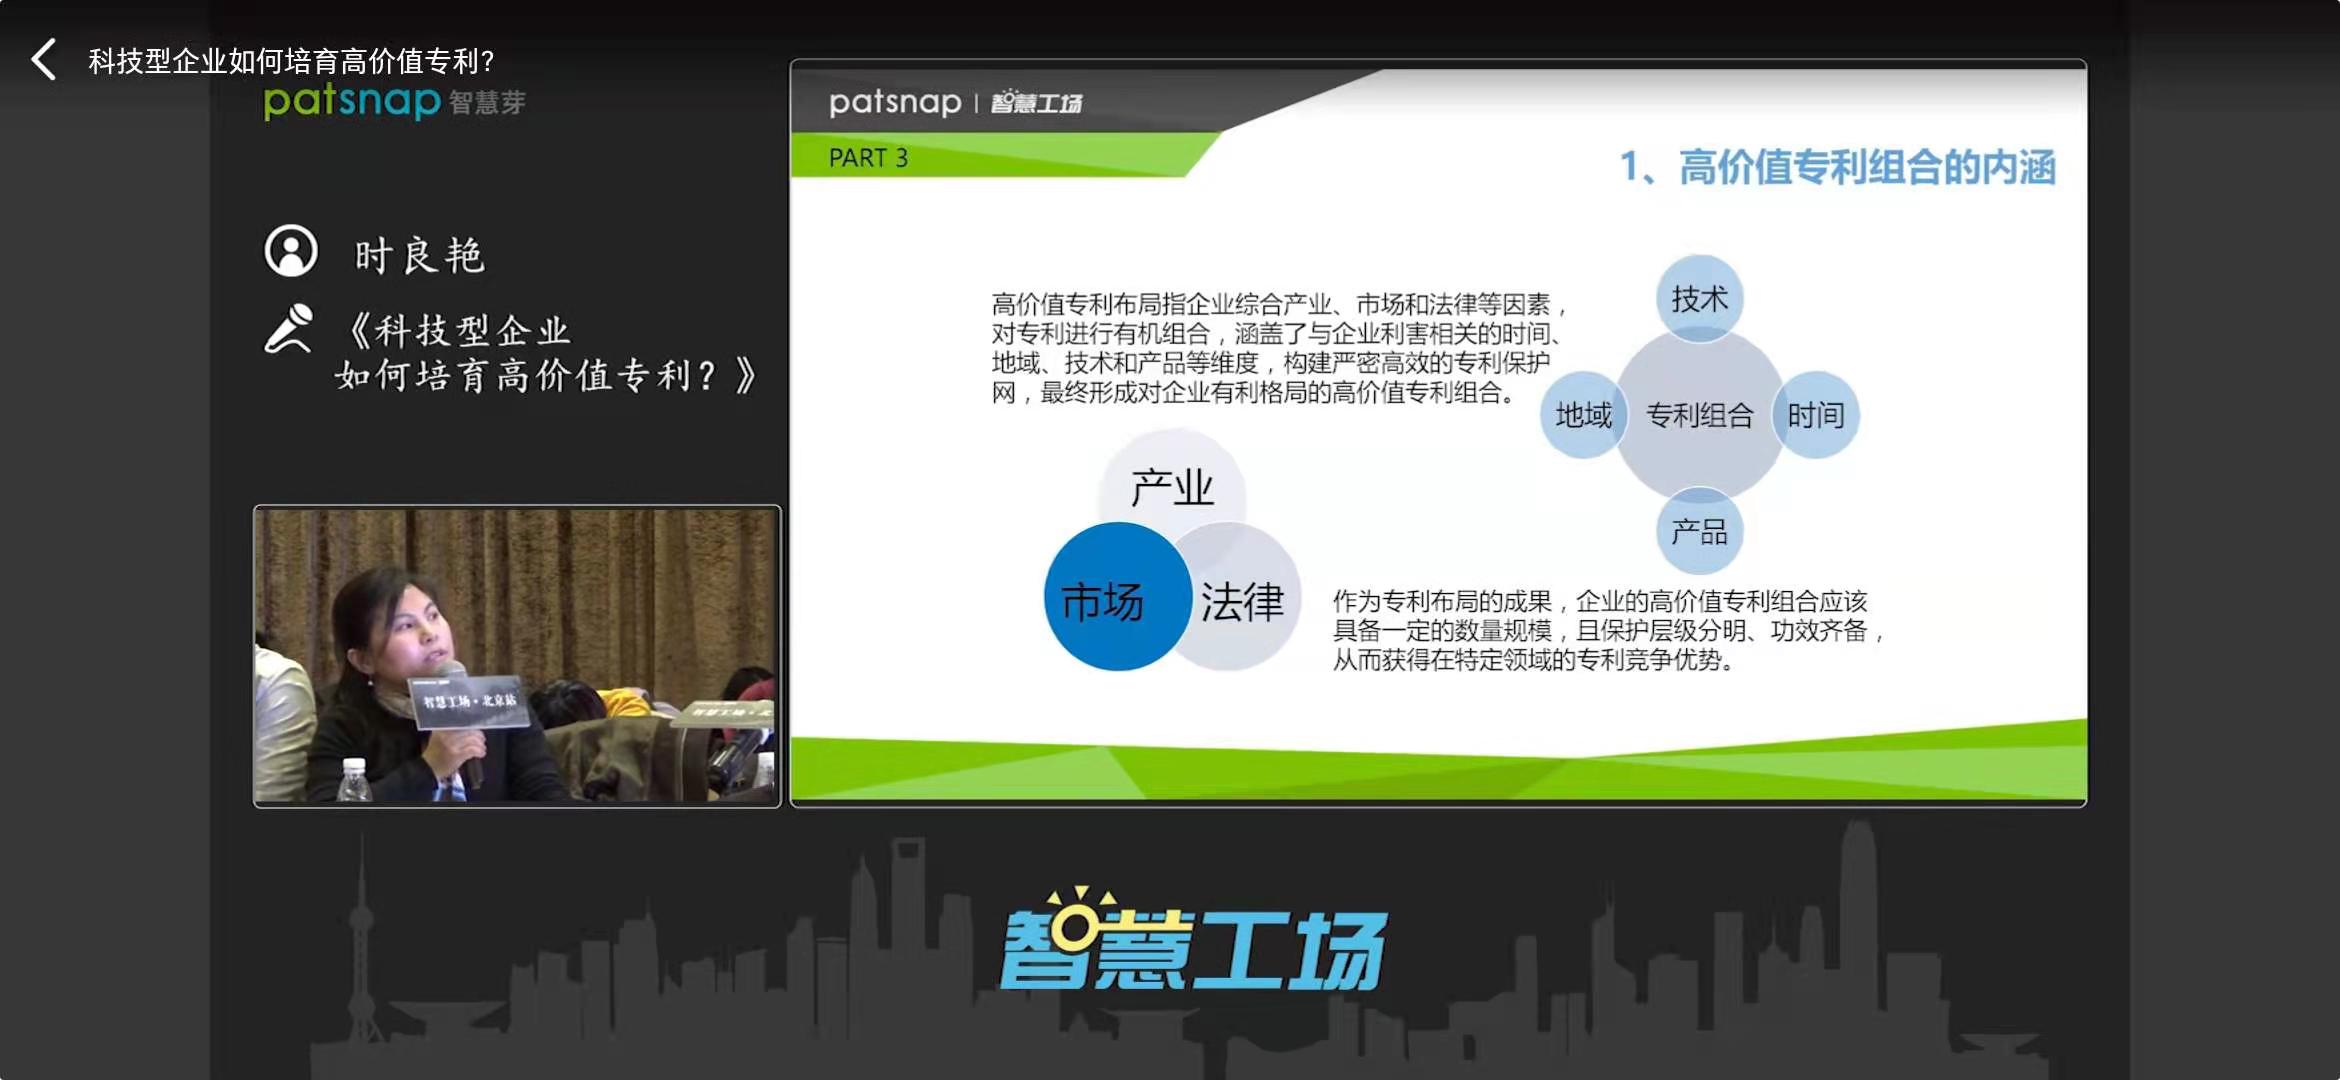 科技型企业如何培育高价值专利？
patsnap 智慧芽
时良艳
《科技型企业
如何培育高价值专利？》
智慧工场·北京站
智慧工场·北
patsnap | 智慧工场
PART 3
1、高价值专利组合的内涵
高价值专利布局指企业综合产业、市场和法律等因素，
对专利进行有机组合，涵盖了与企业利害相关的时间、
地域、技术和产品等维度，构建严密高效的专利保护
网，最终形成对企业有利格局的高价值专利组合。
技术
地域
专利组合
时间
产品
产业
市场
法律
作为专利布局的成果，企业的高价值专利组合应该
具备一定的数量规模，且保护层级分明、功效齐备，
从而获得在特定领域的专利竞争优势。
智慧工场